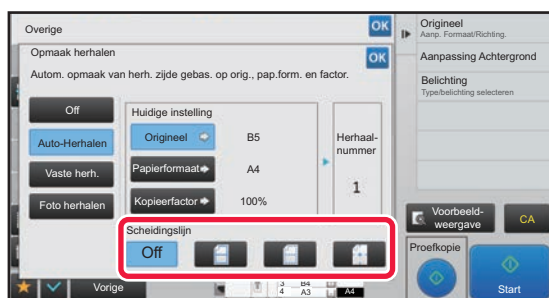 Overige
OK
Opmaak herhalen
OK
Autom. opmaak van herh. zijde gebas. op orig., pap.form. en factor.
Off
Auto-Herhalen
Vaste herh.
Foto herhalen
Huidige instelling
Origineel
B5
Papierformaat
A4
Kopieerfactor
100%
Herhaal-
nummer
1
Scheidingslijn
Off
Vorige
3 B4
4 A3
A4
Origineel
Aanp. Formaat/Richting.
Aanpassing Achtergrond
Belichting
Type/belichting selecteren
Voorbeeld-
weergave
CA
Proefkopie
Start